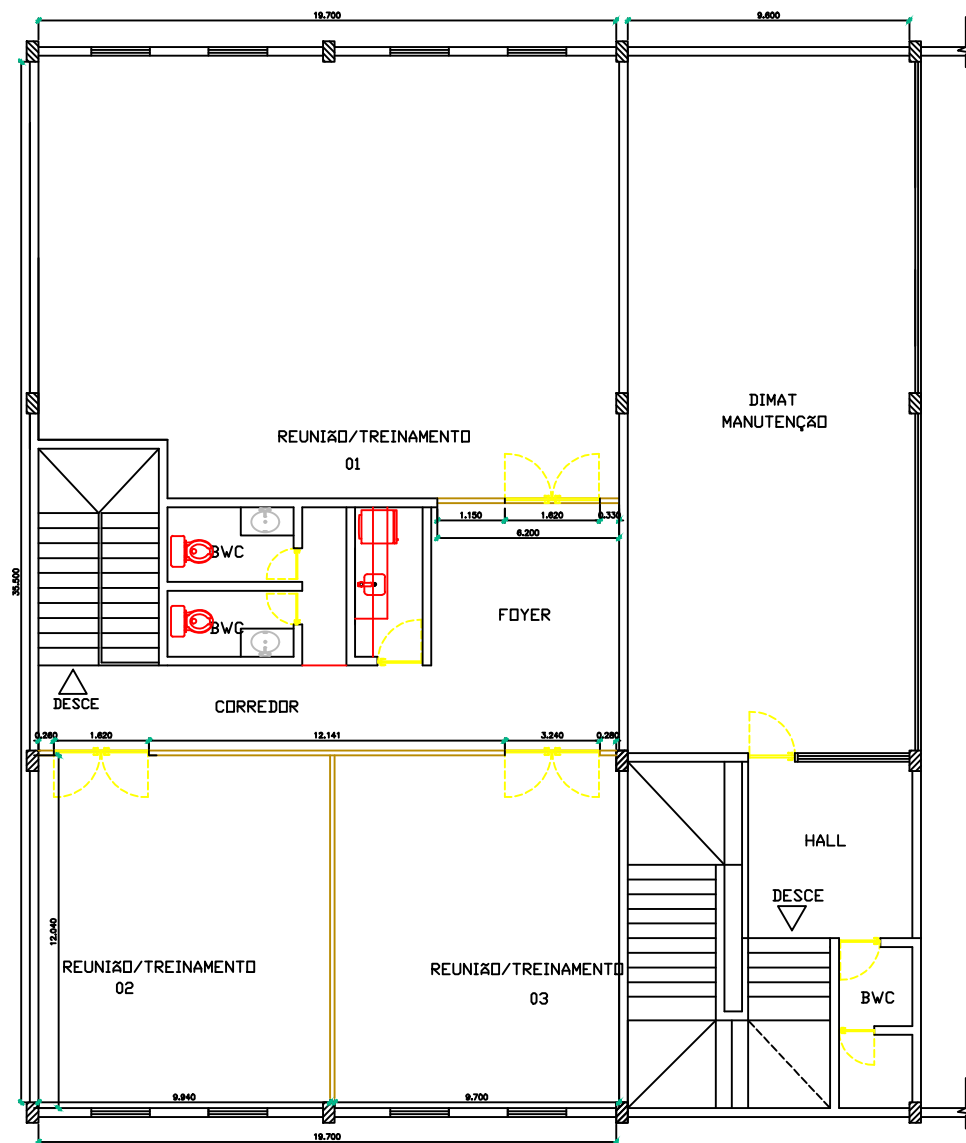 19.700
9.600
DIMAT
MANUTENÇÃO
REUNIÃO/TREINAMENTO
01
1.150
1.620
0.330
6.200
BWC
35.500
FOYER
BWC
DESCE
CORREDOR
0.260
1.620
12.141
3.240
0.280
HALL
DESCE
12.040
REUNIÃO/TREINAMENTO
02
REUNIÃO/TREINAMENTO
03
BWC
9.940
9.700
19.700